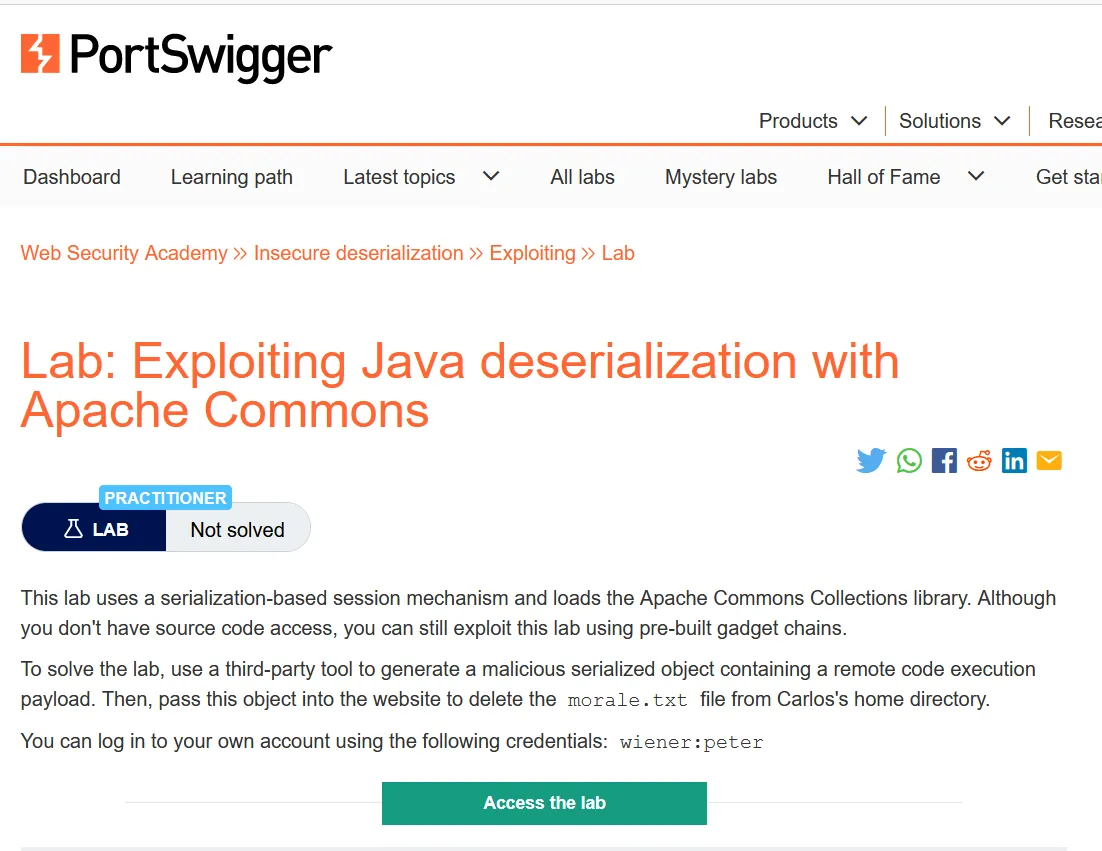 PortSwigger
Products Solutions Resea
Dashboard Learning path Latest topics All labs Mystery labs Hall of Fame Get sta
Web Security Academy » Insecure deserialization » Exploiting » Lab
Lab: Exploiting Java deserialization with
Apache Commons
PRACTITIONER
LAB Not solved
This lab uses a serialization-based session mechanism and loads the Apache Commons Collections library. Although
you don't have source code access, you can still exploit this lab using pre-built gadget chains.
To solve the lab, use a third-party tool to generate a malicious serialized object containing a remote code execution
payload. Then, pass this object into the website to delete the morale.txt file from Carlos's home directory.
You can log in to your own account using the following credentials: wiener:peter
Access the lab